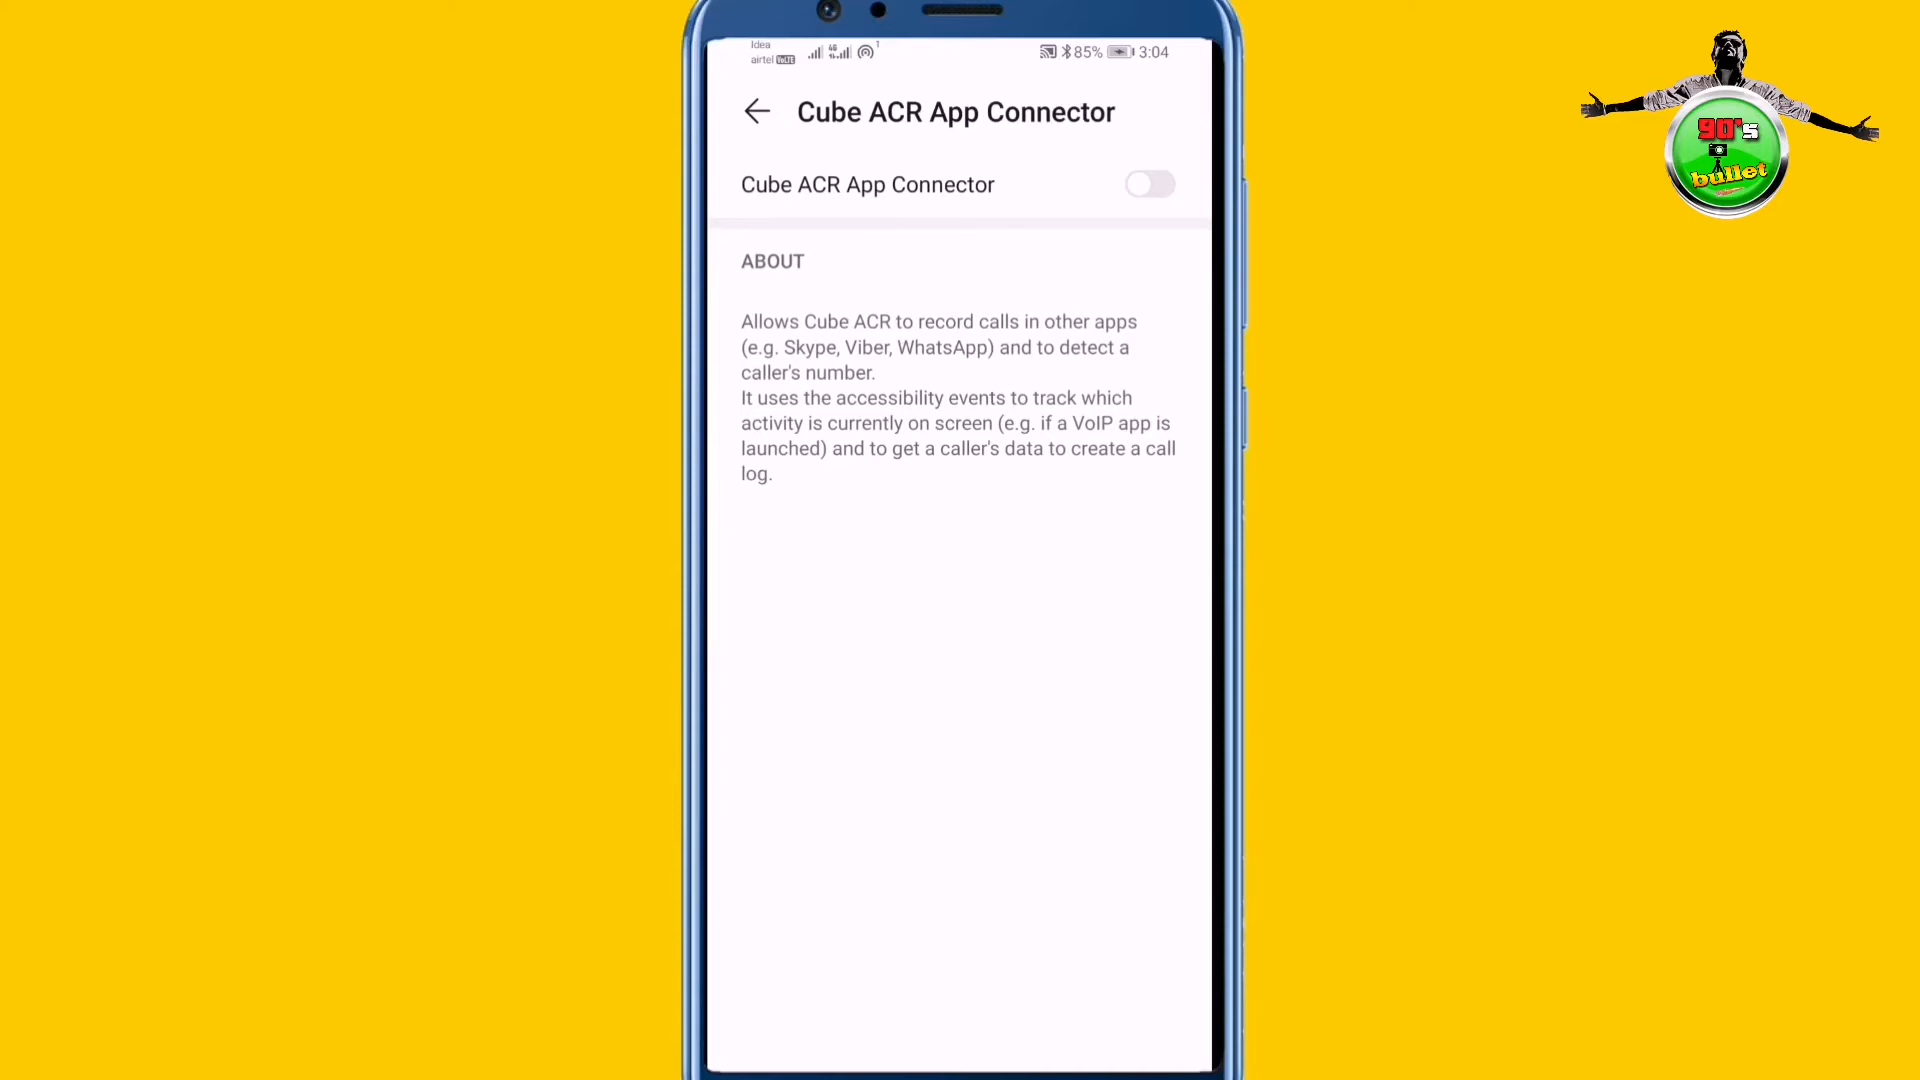 Idea
airtel VoLTE 4G 1 85% 3:04
Cube ACR App Connector
Cube ACR App Connector
ABOUT
Allows Cube ACR to record calls in other apps
(e.g. Skype, Viber, WhatsApp) and to detect a
caller's number.
It uses the accessibility events to track which
activity is currently on screen (e.g. if a VoIP app is
launched) and to get a caller's data to create a call
log.
90's
bullet